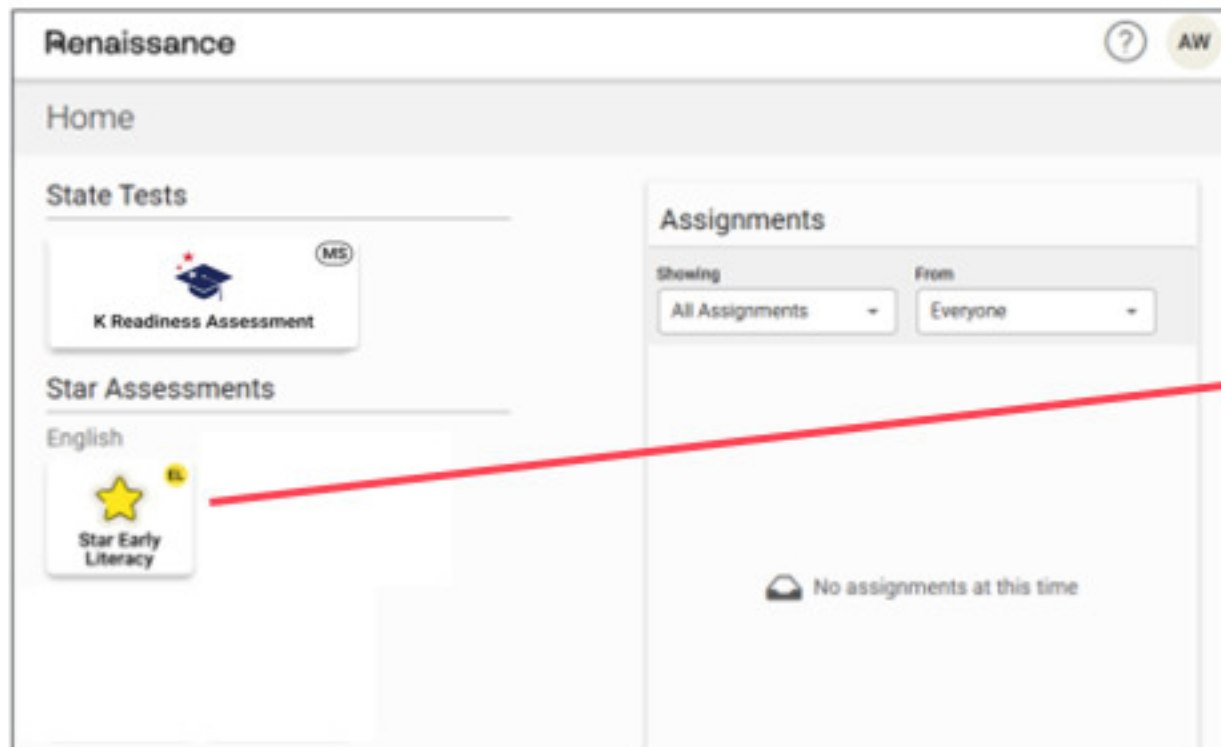 Renaissance
? AW
Home
State Tests
MS
K Readiness Assessment
Star Assessments
English
EL
Star Early
Literacy
Assignments
Showing From
All Assignments Everyone
No assignments at this time